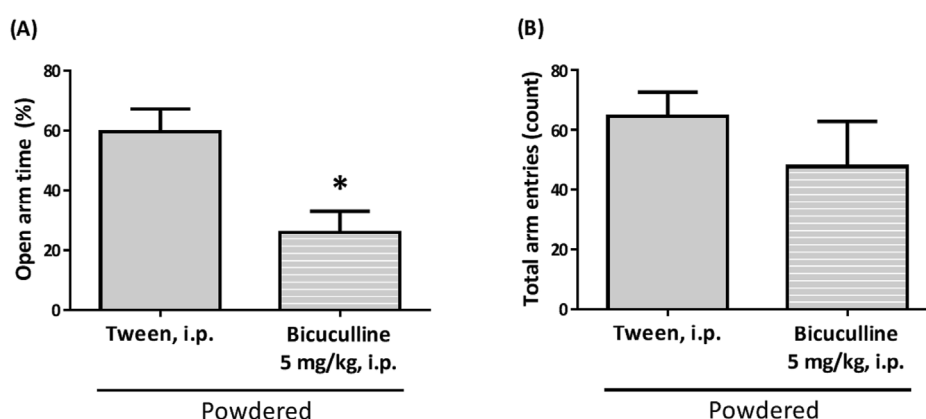 (A)
Open arm time (%)
80
60
40
20
0
*
Tween, i.p.
Bicuculline
5 mg/kg, i.p.
Powdered
(B)
Total arm entries (count)
80
60
40
20
0
Tween, i.p.
Bicuculline
5 mg/kg, i.p.
Powdered